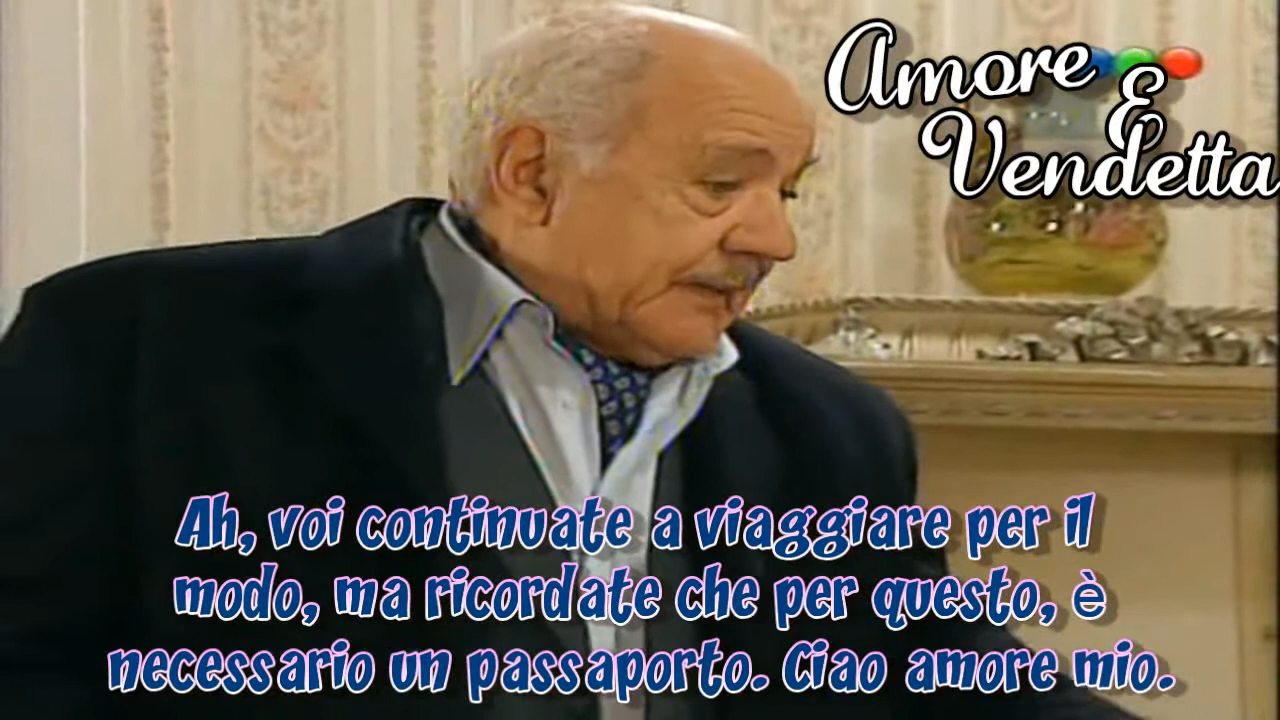 Amore
E
Vendetta
Ah, voi continuate a viaggiare per il
modo, ma ricordate che per questo, è
necessario un passaporto. Ciao amore mio.